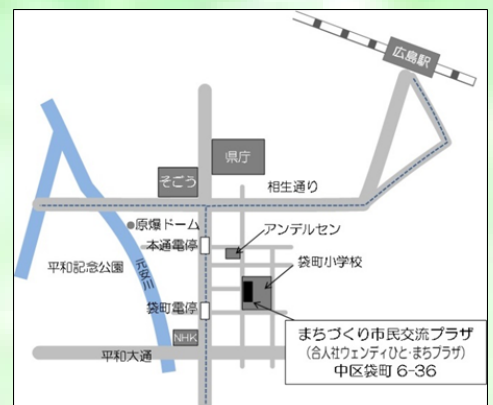 広島駅
県庁
そごう
相生通り
原爆ドーム
アンデルセン
本通電停
袋町小学校
平和記念公園
元安川
袋町電停
NHK
平和大通
まちづくり市民交流プラザ
(合人社ウェンディひと・まちプラザ)
中区袋町 6-36